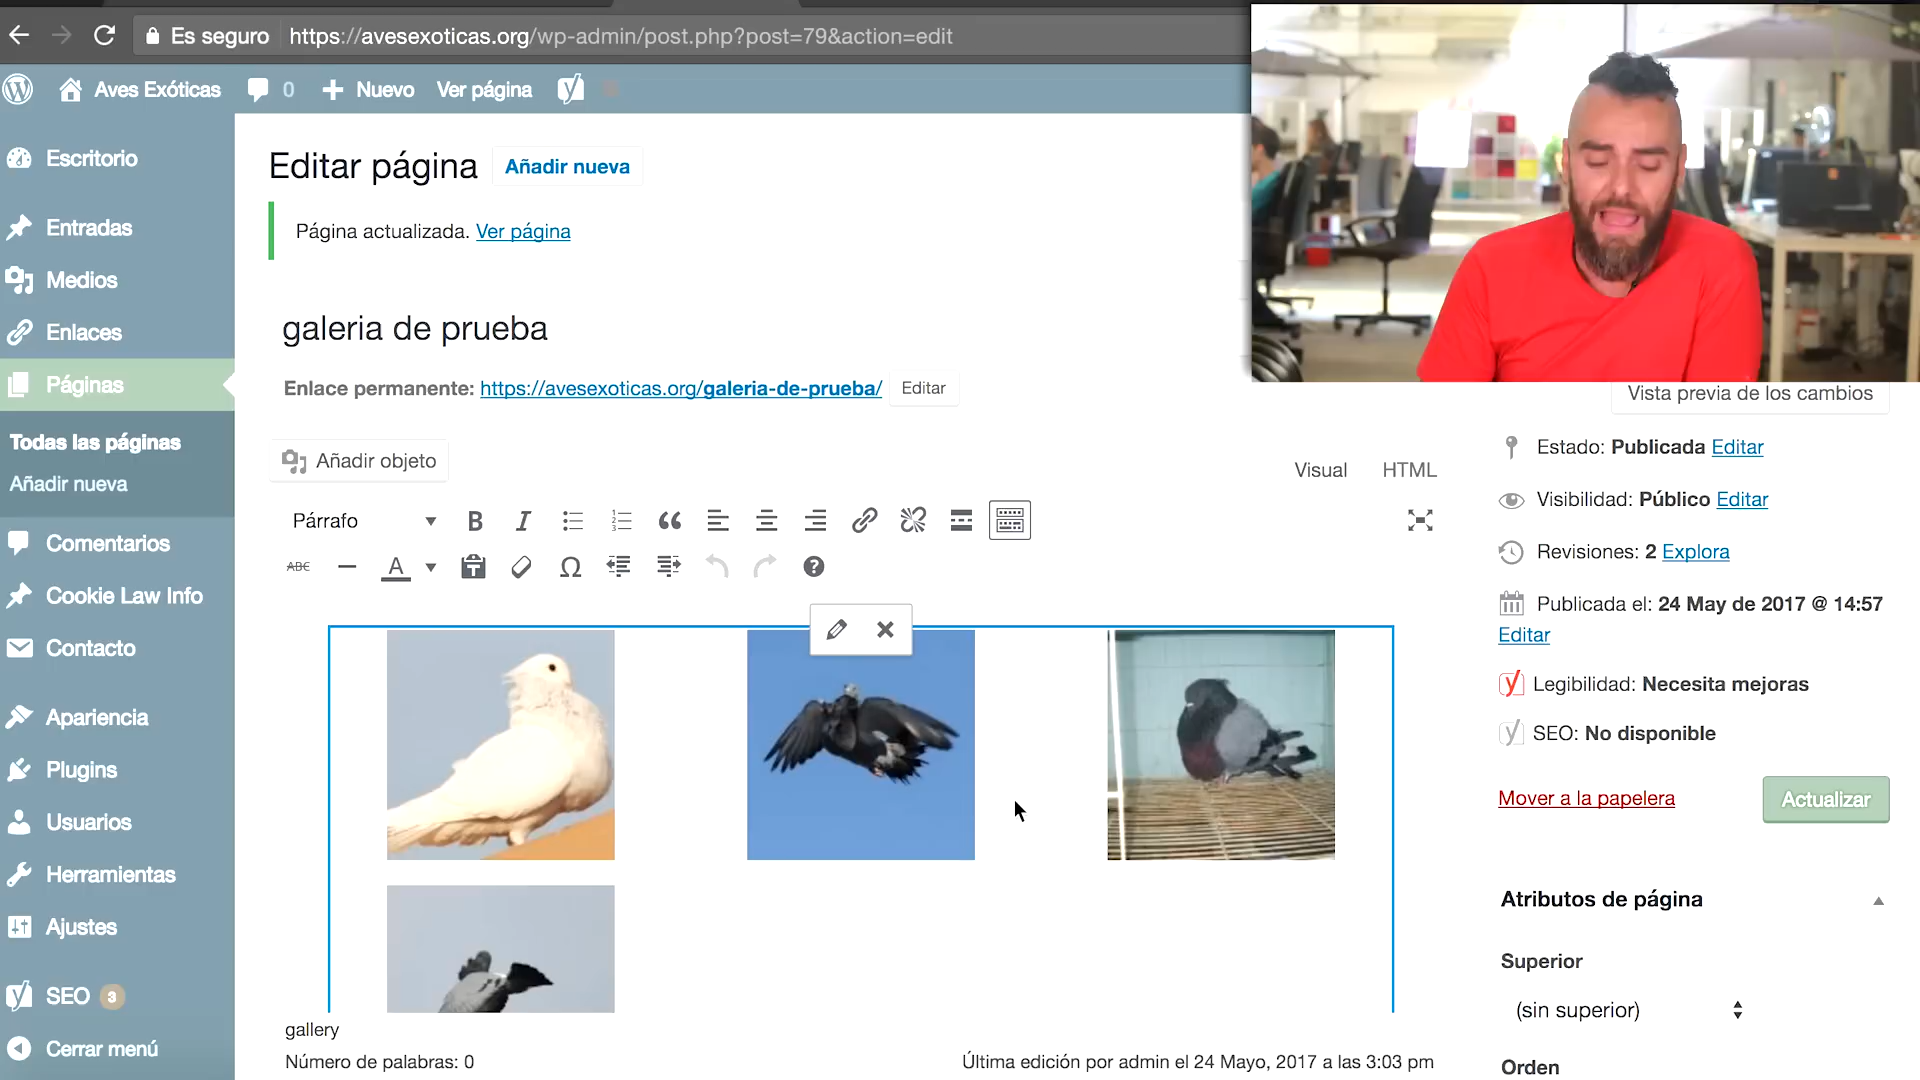 Es seguro https://avesexoticas.org/wp-admin/post.php?post=79&action=edit
Aves Exóticas 0 Nuevo Ver página
Escritorio
Entradas
Medios
Enlaces
Páginas
Todas las páginas
Añadir nueva
Comentarios
Cookie Law Info
Contacto
Apariencia
Plugins
Usuarios
Herramientas
Ajustes
SEO 3
Cerrar menú
Editar página Añadir nueva
Página actualizada. Ver página
galeria de prueba
Enlace permanente: https://avesexoticas.org/galeria-de-prueba/ Editar
Añadir objeto
Visual HTML
Párrafo B I
ABC A
gallery
Número de palabras: 0
Última edición por admin el 24 Mayo, 2017 a las 3:03 pm
Vista previa de los cambios
Estado: Publicada Editar
Visibilidad: Público Editar
Revisiones: 2 Explora
Publicada el: 24 May de 2017 @ 14:57
Editar
Legibilidad: Necesita mejoras
SEO: No disponible
Mover a la papelera
Actualizar
Atributos de página
Superior
(sin superior)
Orden